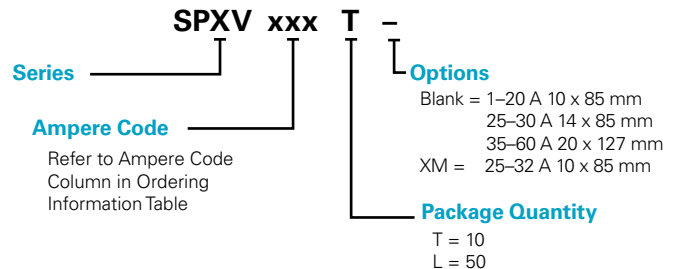 SPXV xxx T –
Series
Ampere Code
Refer to Ampere Code
Column in Ordering
Information Table
Options
Blank = 1–20 A 10 x 85 mm
25–30 A 14 x 85 mm
35–60 A 20 x 127 mm
XM = 25–32 A 10 x 85 mm
Package Quantity
T = 10
L = 50